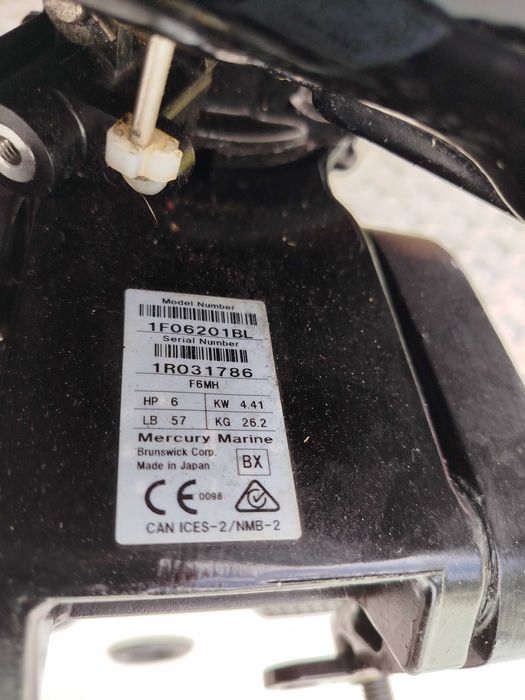 Model Number
1F06201BL
Serial Number
1R031786
F6MH
HP 6 KW 4.41
LB 57 KG 26.2
Mercury Marine
Brunswick Corp.
Made in Japan BX
CE 0098
CAN ICES-2/NMB-2